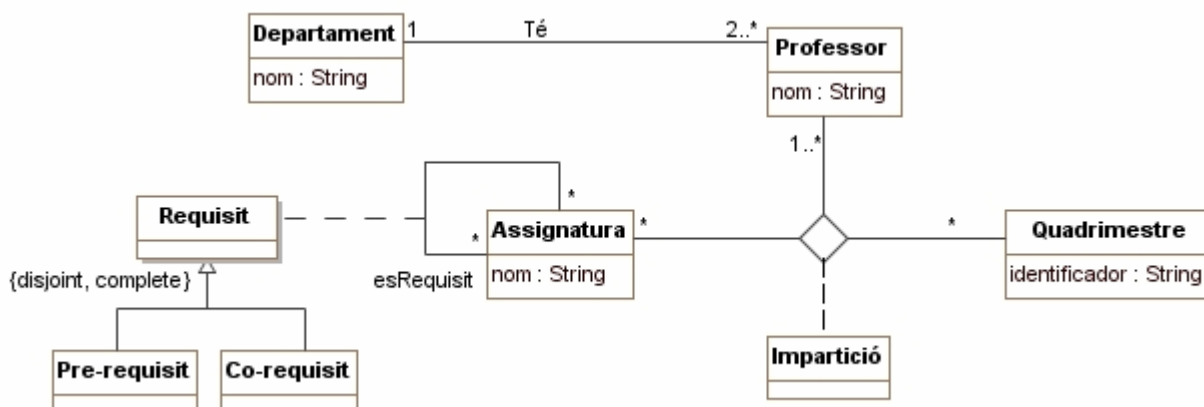 Departament
nom : String
1
Té
2..*
Professor
nom : String
1..*
Requisit
{disjoint, complete}
Pre-requisit
Co-requisit
*
*
esRequisit
Assignatura
nom : String
*
*
Quadrimestre
identificador : String
Impartició